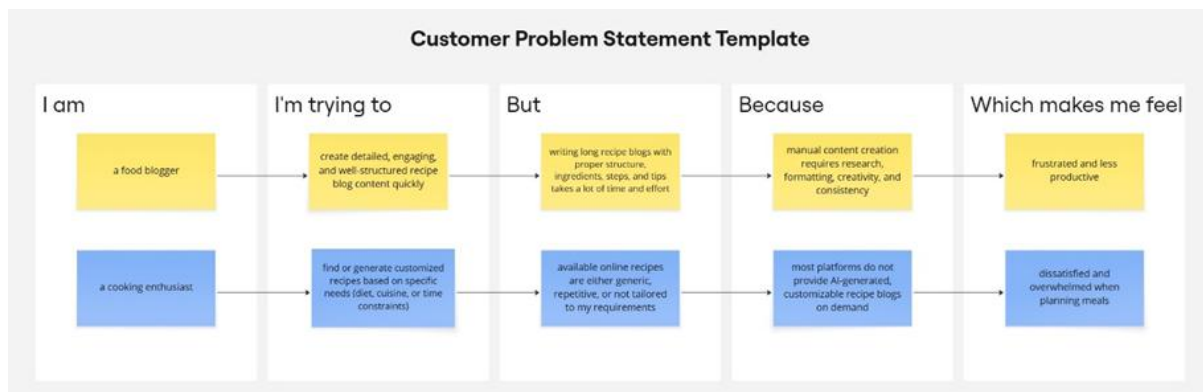 Customer Problem Statement Template
I am
I'm trying to
But
Because
Which makes me feel
a food blogger
create detailed, engaging,
and well-structured recipe
blog content quickly
writing long recipe blogs with
proper structure,
ingredients, steps, and tips
takes a lot of time and effort
manual content creation
requires research,
formatting, creativity, and
consistency
frustrated and less
productive
a cooking enthusiast
find or generate customized
recipes based on specific
needs (diet, cuisine, or time
constraints)
available online recipes
are either generic,
repetitive, or not tailored
to my requirements
most platforms do not
provide AI-generated,
customizable recipe blogs
on demand
dissatisfied and
overwhelmed when
planning meals